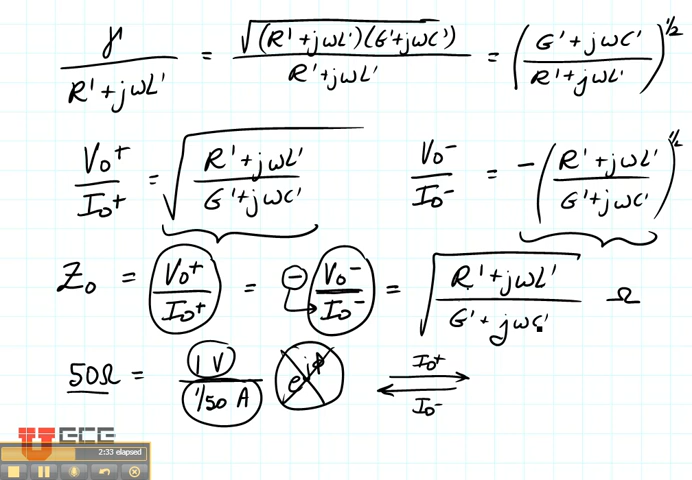 γ / (R'+jωL') = √((R'+jωL')(G'+jωC')) / (R'+jωL') = ((G'+jωC') / (R'+jωL'))^1/2
V₀⁺ / I₀⁺ = √((R'+jωL') / (G'+jωC')) V₀⁻ / I₀⁻ = -((R'+jωL') / (G'+jωC'))^1/2
Z₀ = V₀⁺ / I₀⁺ = - V₀⁻ / I₀⁻ = √((R'+jωL') / (G'+jωC')) Ω
50Ω = 1 V / 1/50 A e^jφ I₀⁺
I₀⁻
U ECE
2:33 elapsed